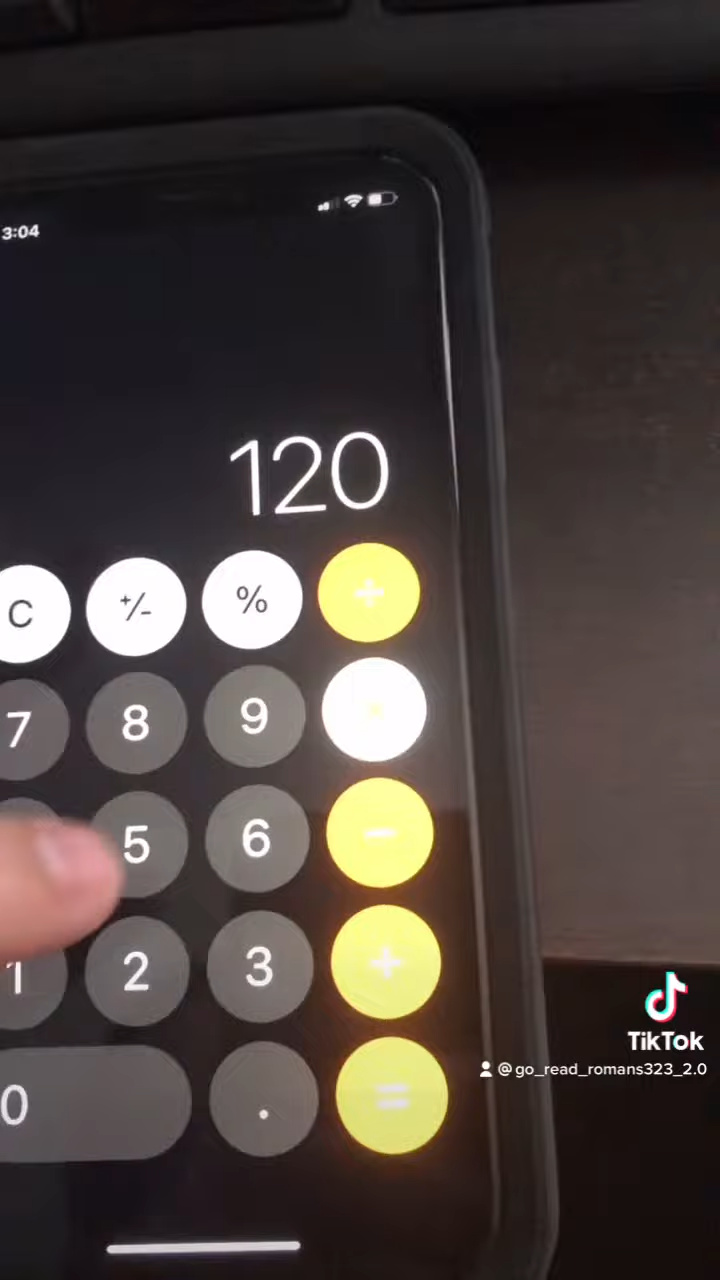 3:04
120
C +/- % ÷
7 8 9 ×
5 6 −
1 2 3 +
0 . =
TikTok
@go_read_romans323_2.0